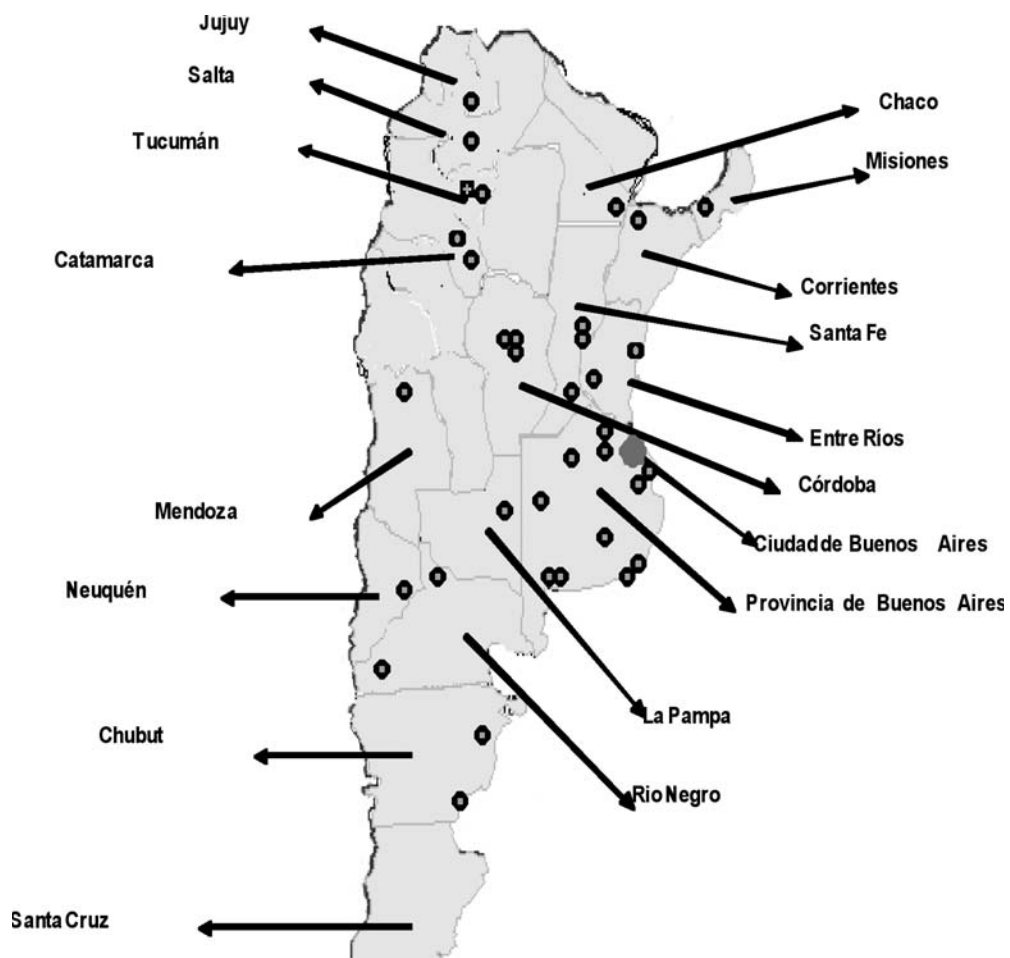 Jujuy
Salta
Tucumán
Catamarca
Mendoza
Neuquén
Chubut
Santa Cruz
Chaco
Misiones
Corrientes
Santa Fe
Entre Ríos
Córdoba
Ciudad de Buenos Aires
Provincia de Buenos Aires
La Pampa
Rio Negro